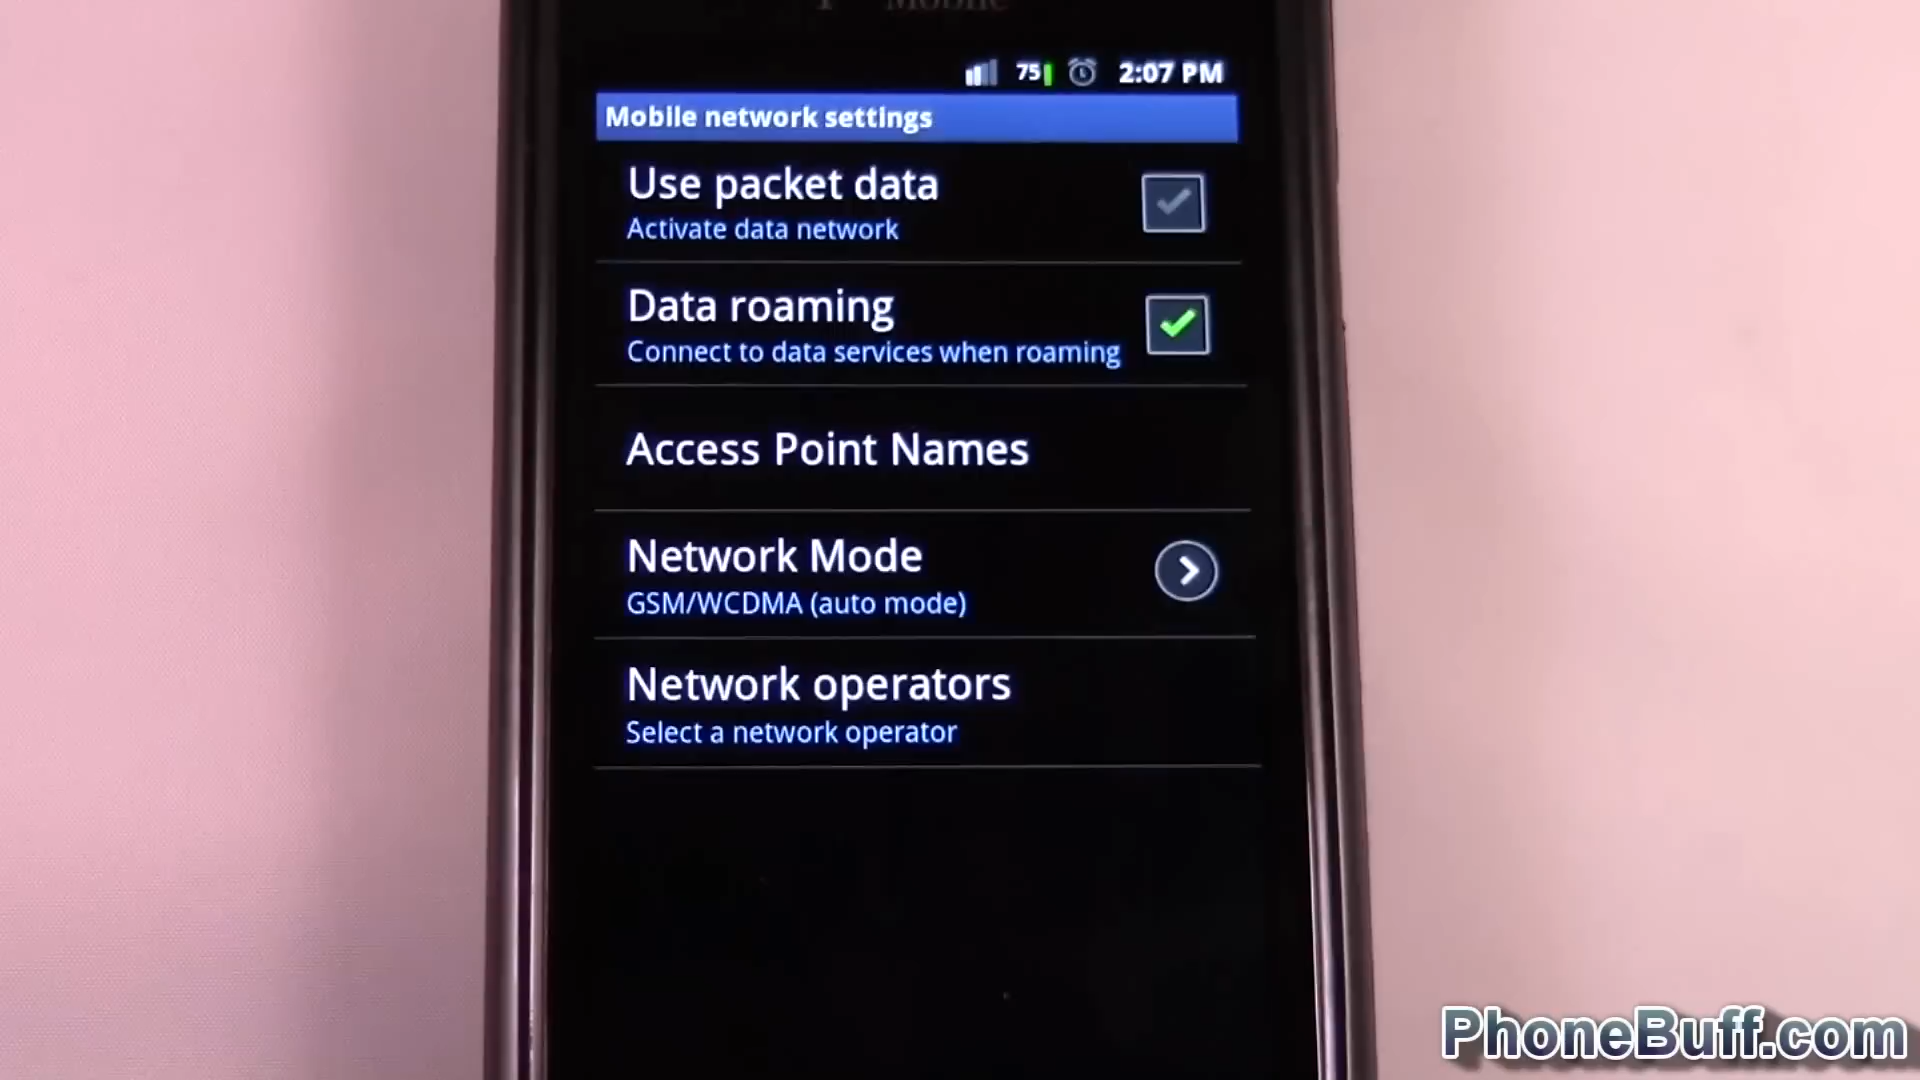 T Mobile
75 2:07 PM
Mobile network settings
Use packet data
Activate data network
Data roaming
Connect to data services when roaming
Access Point Names
Network Mode
GSM/WCDMA (auto mode)
Network operators
Select a network operator
PhoneBuff.com